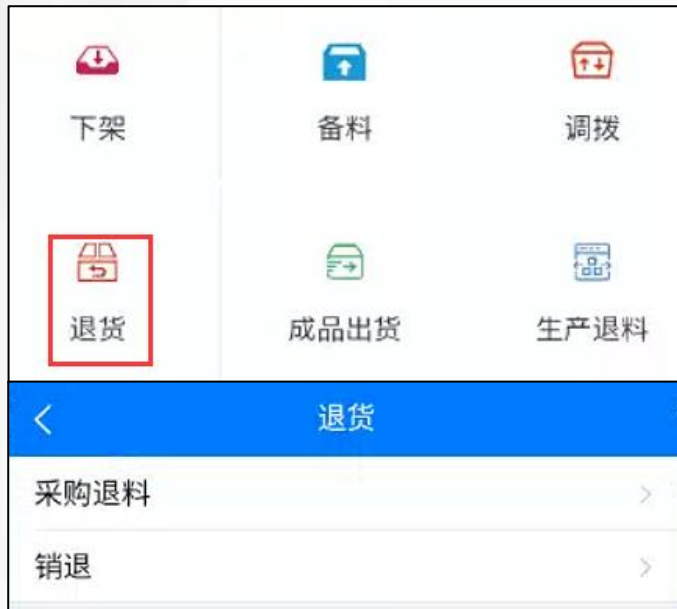 下架 备料 调拨
退货 成品出货 生产退料
退货
采购退料
销退